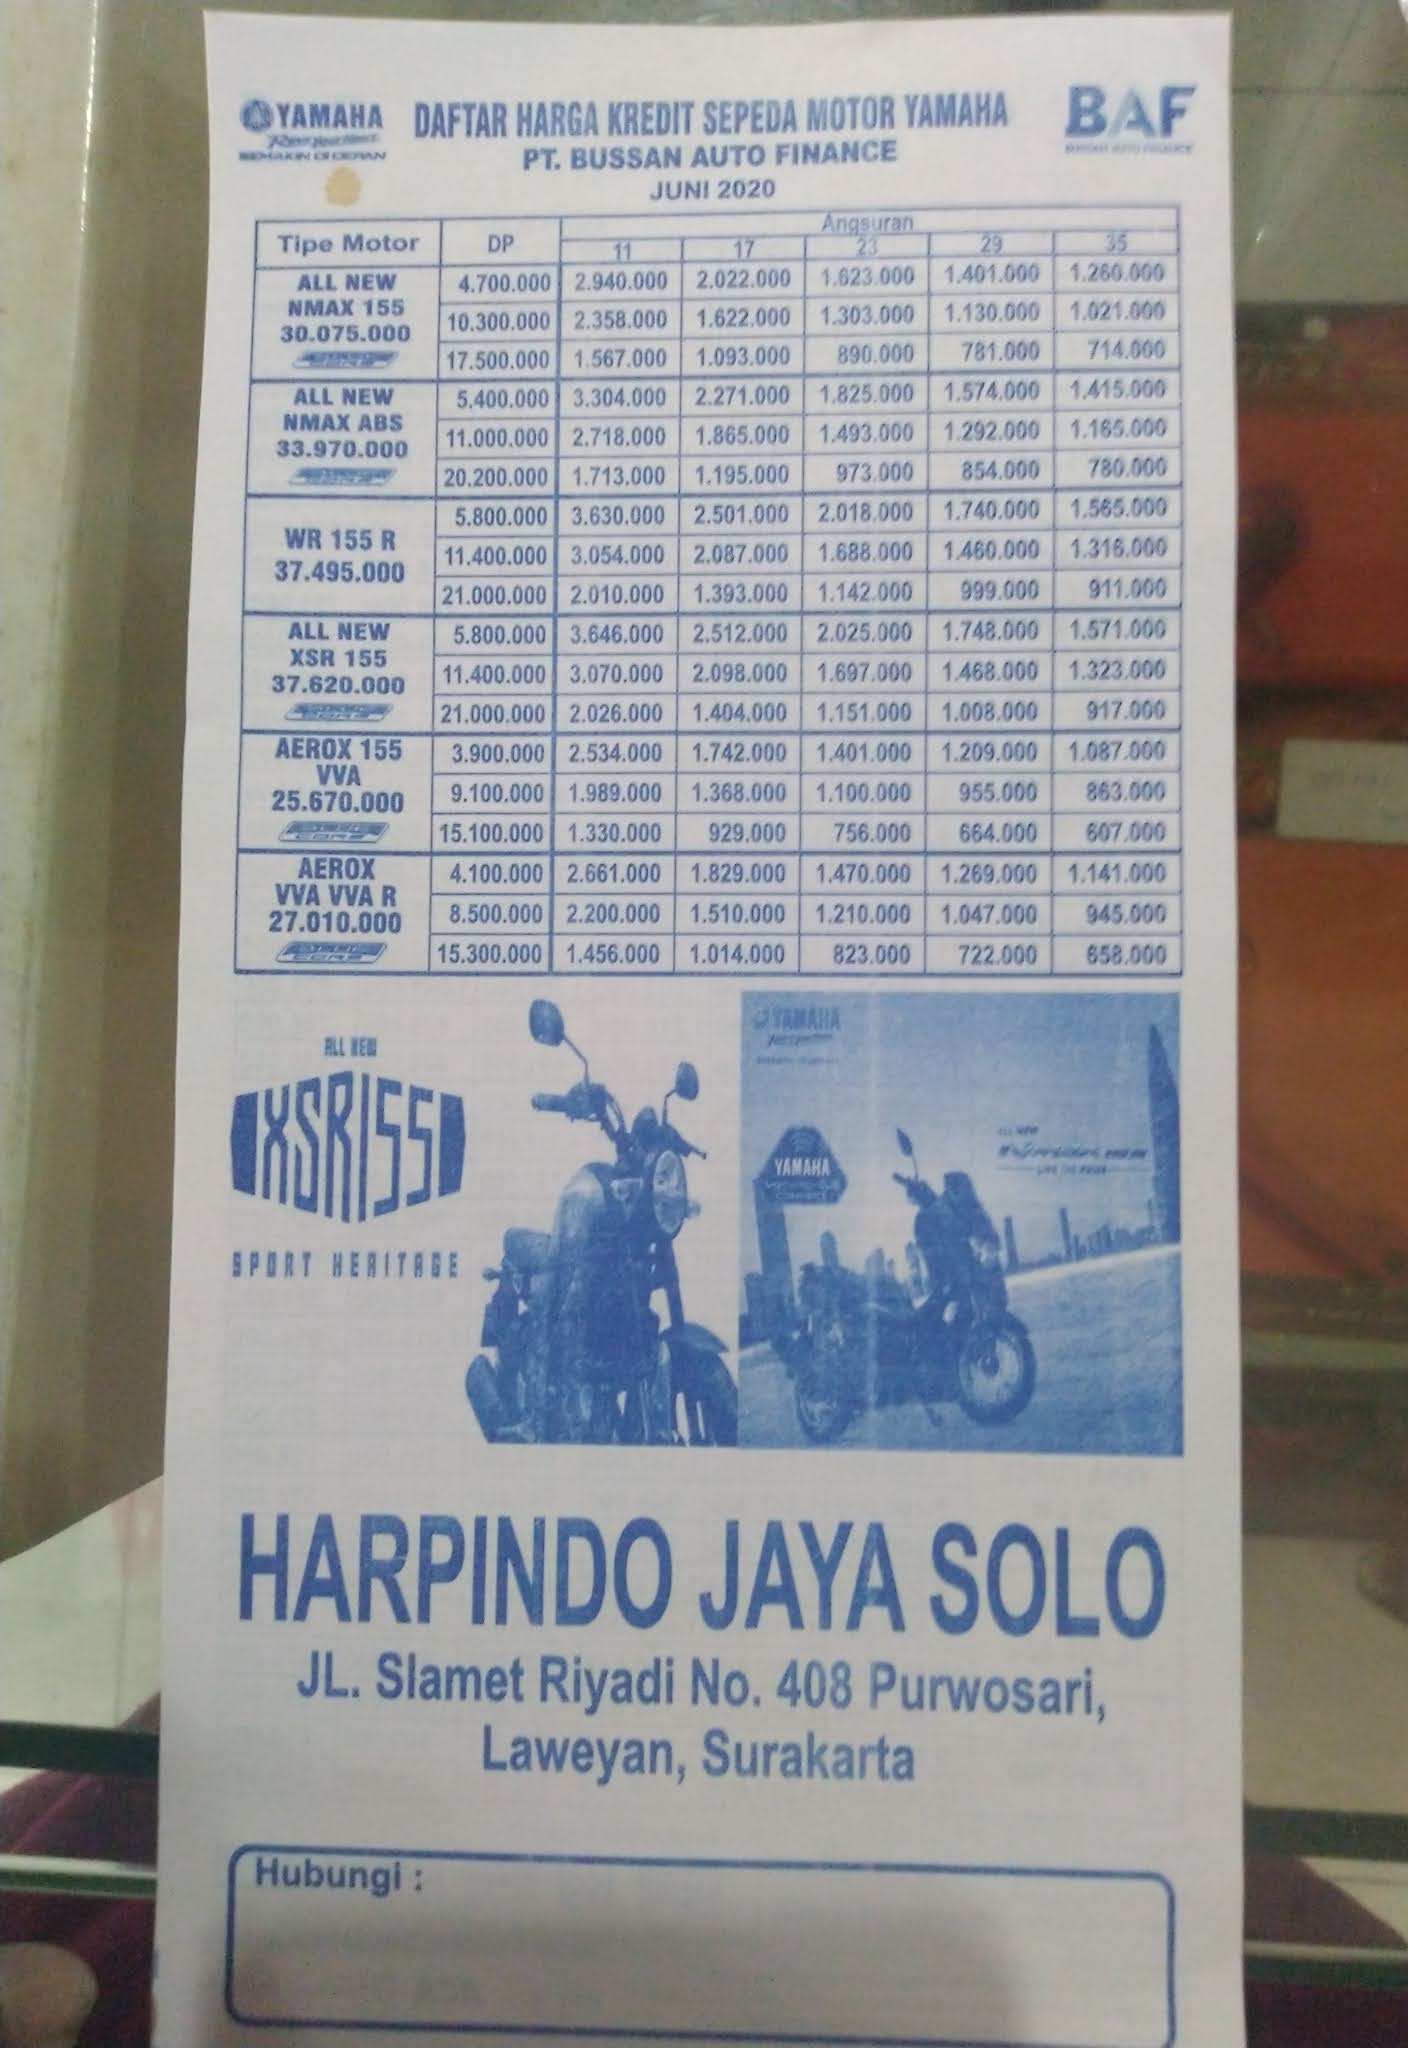 YAMAHA
DAFTAR HARGA KREDIT SEPEDA MOTOR YAMAHA
BAF
SEMAKIN DI DEPAN
PT. BUSSAN AUTO FINANCE
BUSSAN AUTO FINANCE
JUNI 2020
Tipe Motor DP Angsuran
11 17 23 29 35
ALL NEW NMAX 155 30.075.000
4.700.000 2.940.000 2.022.000 1.623.000 1.401.000 1.260.000
10.300.000 2.358.000 1.622.000 1.303.000 1.130.000 1.021.000
17.500.000 1.567.000 1.093.000 890.000 781.000 714.000
ALL NEW NMAX ABS 33.970.000
5.400.000 3.304.000 2.271.000 1.825.000 1.574.000 1.415.000
11.000.000 2.718.000 1.865.000 1.493.000 1.292.000 1.165.000
20.200.000 1.713.000 1.195.000 973.000 854.000 780.000
WR 155 R 37.495.000
5.800.000 3.630.000 2.501.000 2.018.000 1.740.000 1.565.000
11.400.000 3.054.000 2.087.000 1.688.000 1.460.000 1.316.000
21.000.000 2.010.000 1.393.000 1.142.000 999.000 911.000
ALL NEW XSR 155 37.620.000
5.800.000 3.646.000 2.512.000 2.025.000 1.748.000 1.571.000
11.400.000 3.070.000 2.098.000 1.697.000 1.468.000 1.323.000
21.000.000 2.026.000 1.404.000 1.151.000 1.008.000 917.000
AEROX 155 VVA 25.670.000
3.900.000 2.534.000 1.742.000 1.401.000 1.209.000 1.087.000
9.100.000 1.989.000 1.368.000 1.100.000 955.000 863.000
15.100.000 1.330.000 929.000 756.000 664.000 607.000
AEROX VVA VVA R 27.010.000
4.100.000 2.661.000 1.829.000 1.470.000 1.269.000 1.141.000
8.500.000 2.200.000 1.510.000 1.210.000 1.047.000 945.000
15.300.000 1.456.000 1.014.000 823.000 722.000 658.000
ALL NEW
XSR155
SPORT HERITAGE
YAMAHA
YAMAHA
ALL NEW
HARPINDO JAYA SOLO
JL. Slamet Riyadi No. 408 Purwosari,
Laweyan, Surakarta
Hubungi :